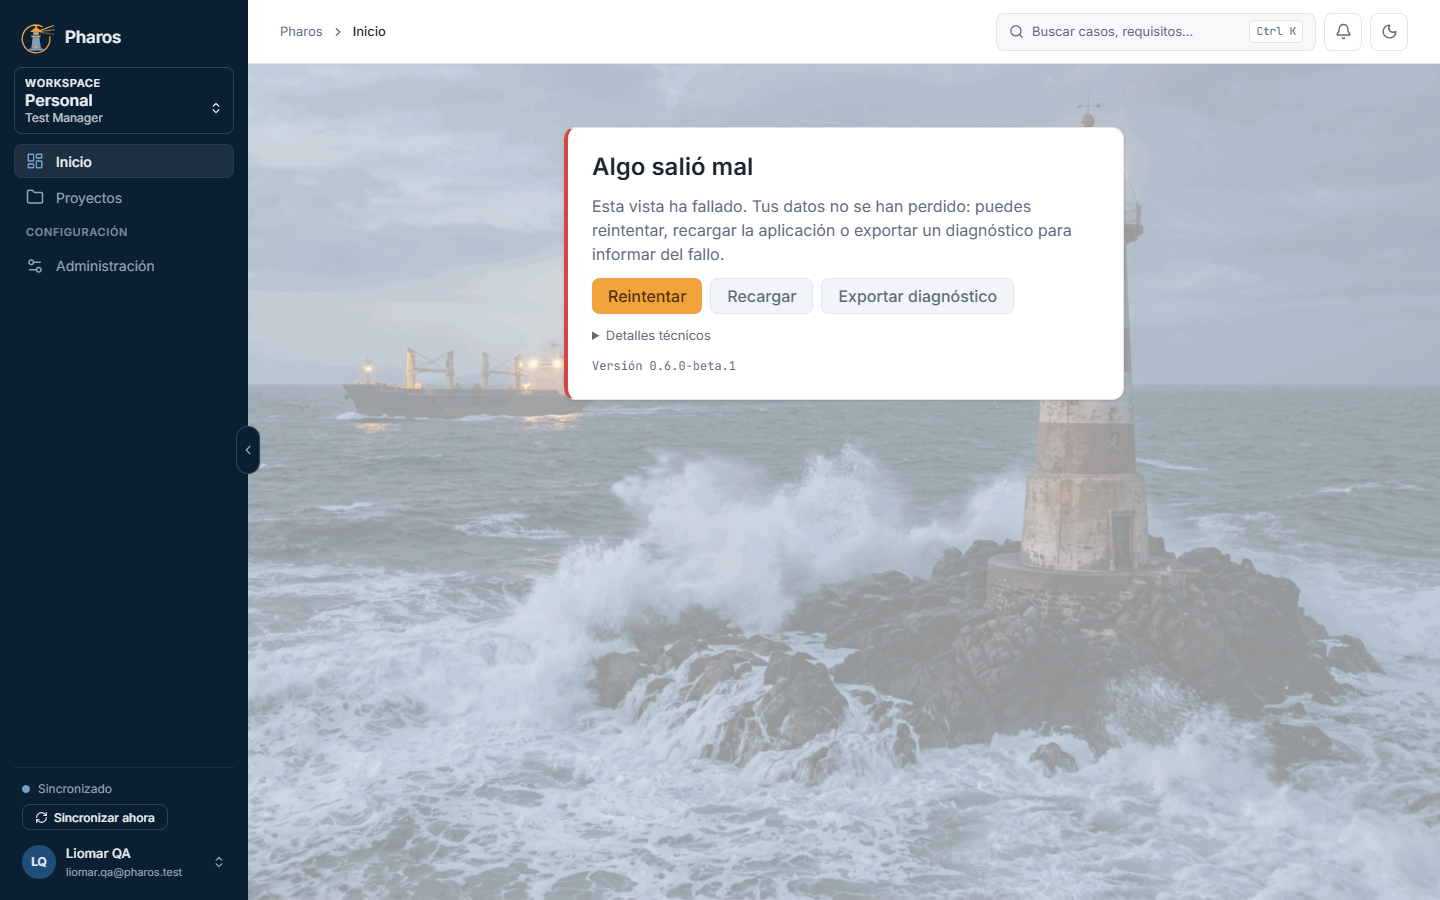 Pharos
WORKSPACE
Personal
Test Manager
Inicio
Proyectos
CONFIGURACIÓN
Administración
Sincronizado
Sincronizar ahora
LQ
Liomar QA
liomar.qa@pharos.test
Pharos > Inicio
Buscar casos, requisitos...
Ctrl K
Algo salió mal
Esta vista ha fallado. Tus datos no se han perdido: puedes
reintentar, recargar la aplicación o exportar un diagnóstico para
informar del fallo.
Reintentar
Recargar
Exportar diagnóstico
Detalles técnicos
Versión 0.6.0-beta.1